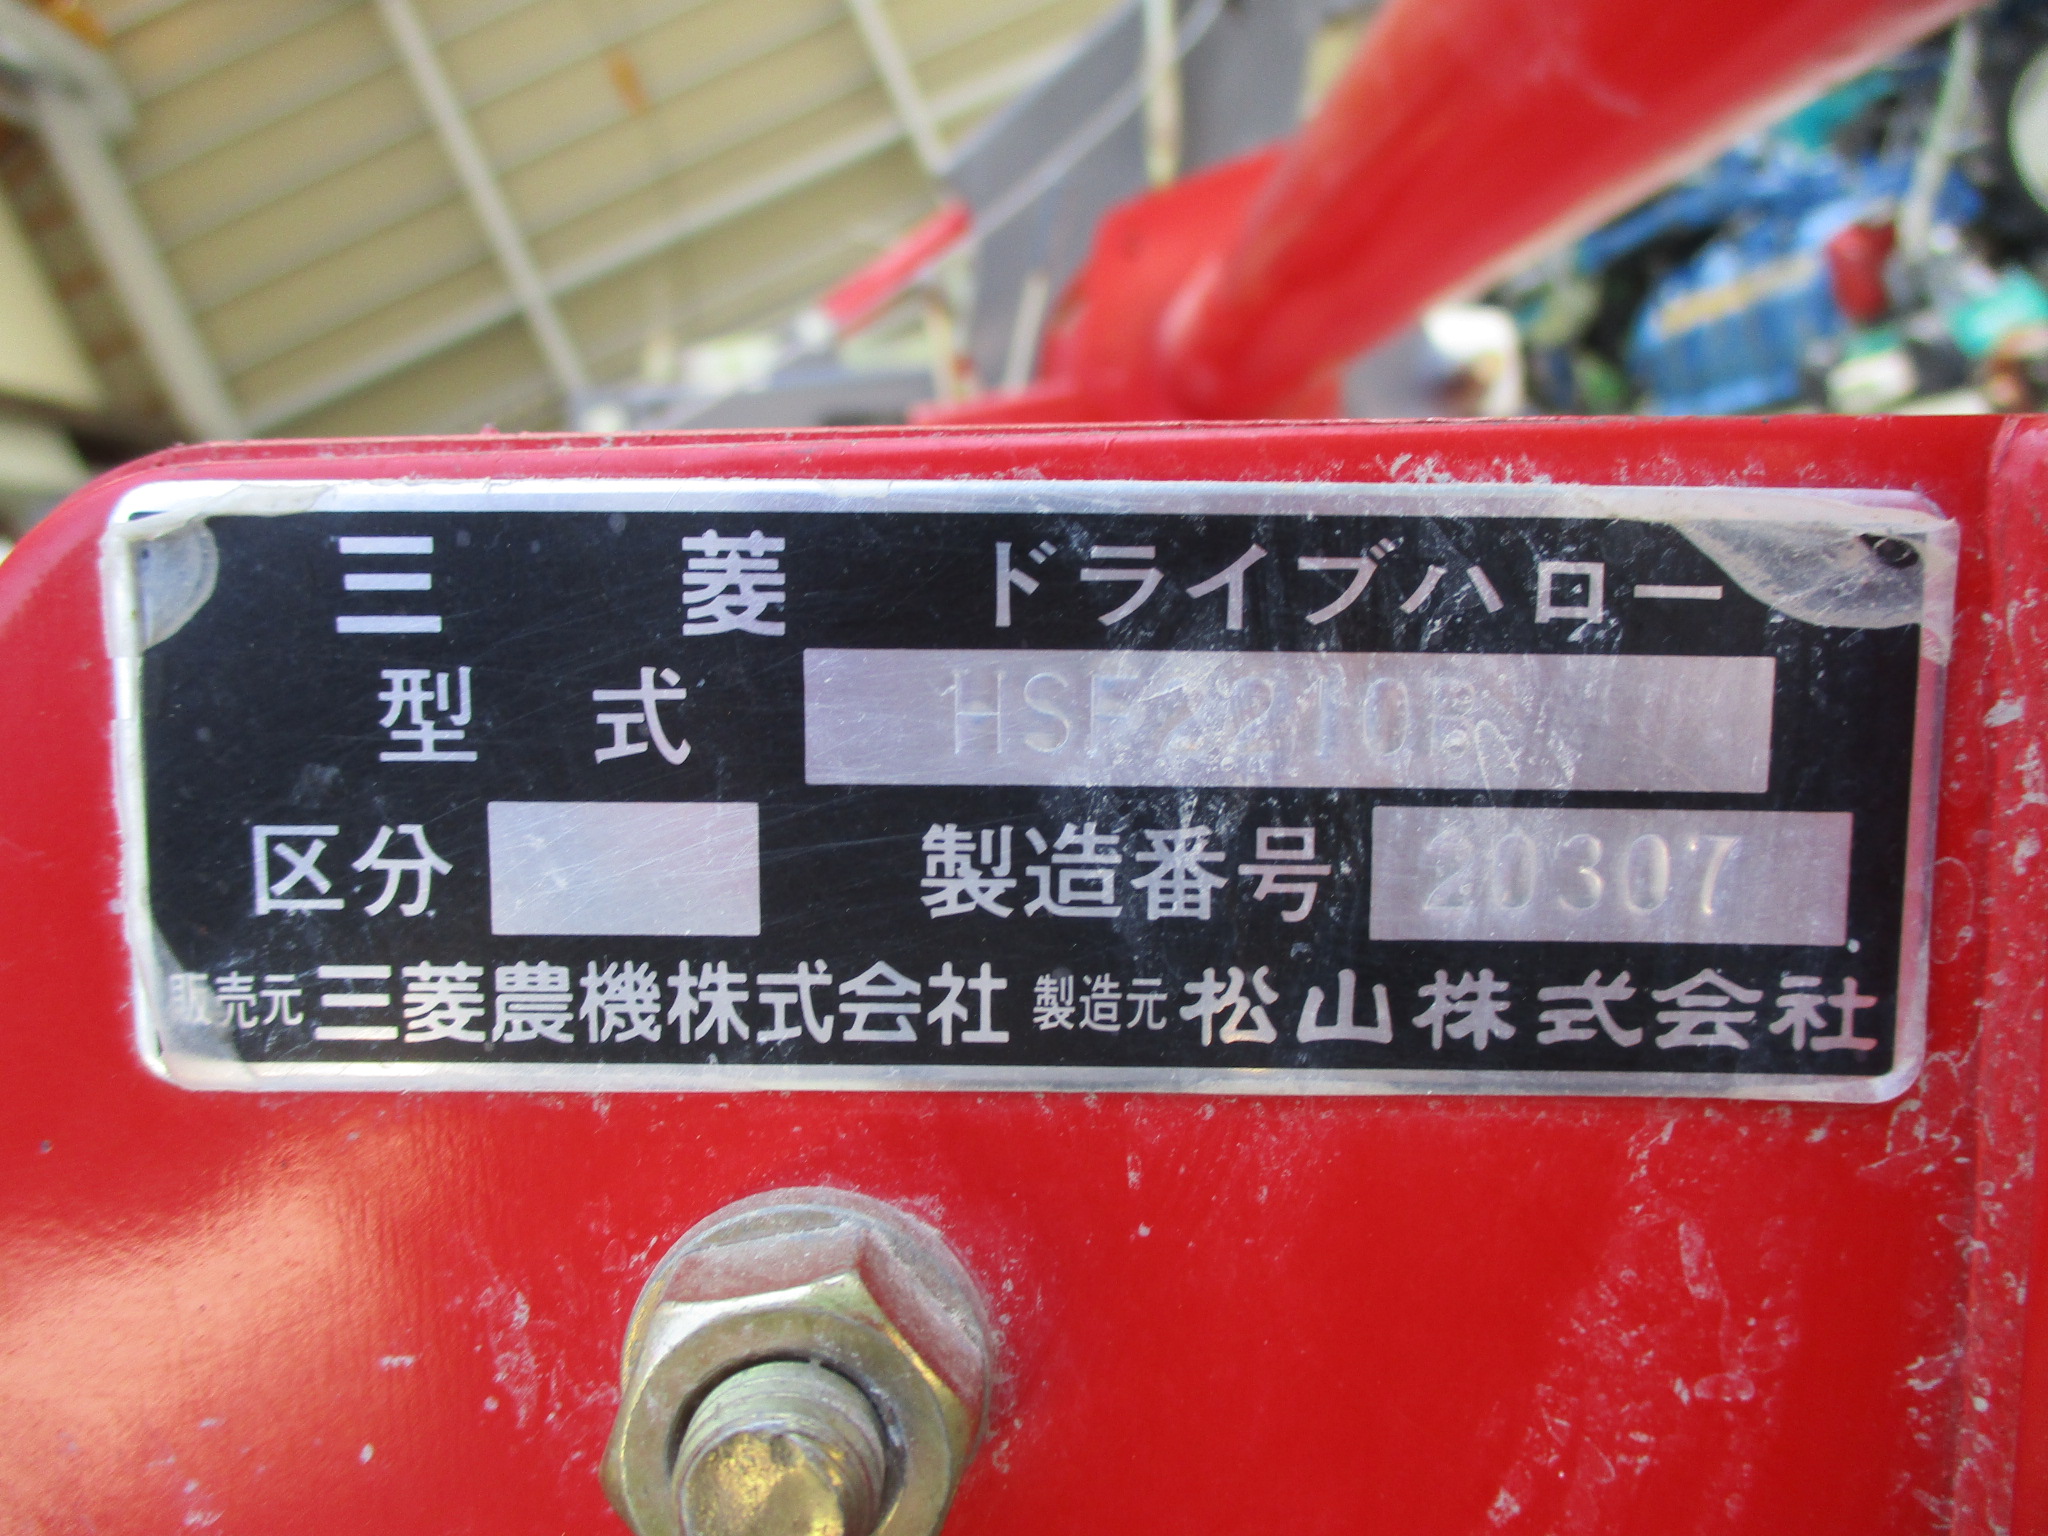 三菱 ドライブハロー
型式 HSF2210B
区分 製造番号 20307
販売元 三菱農機株式会社 製造元 松山株式会社